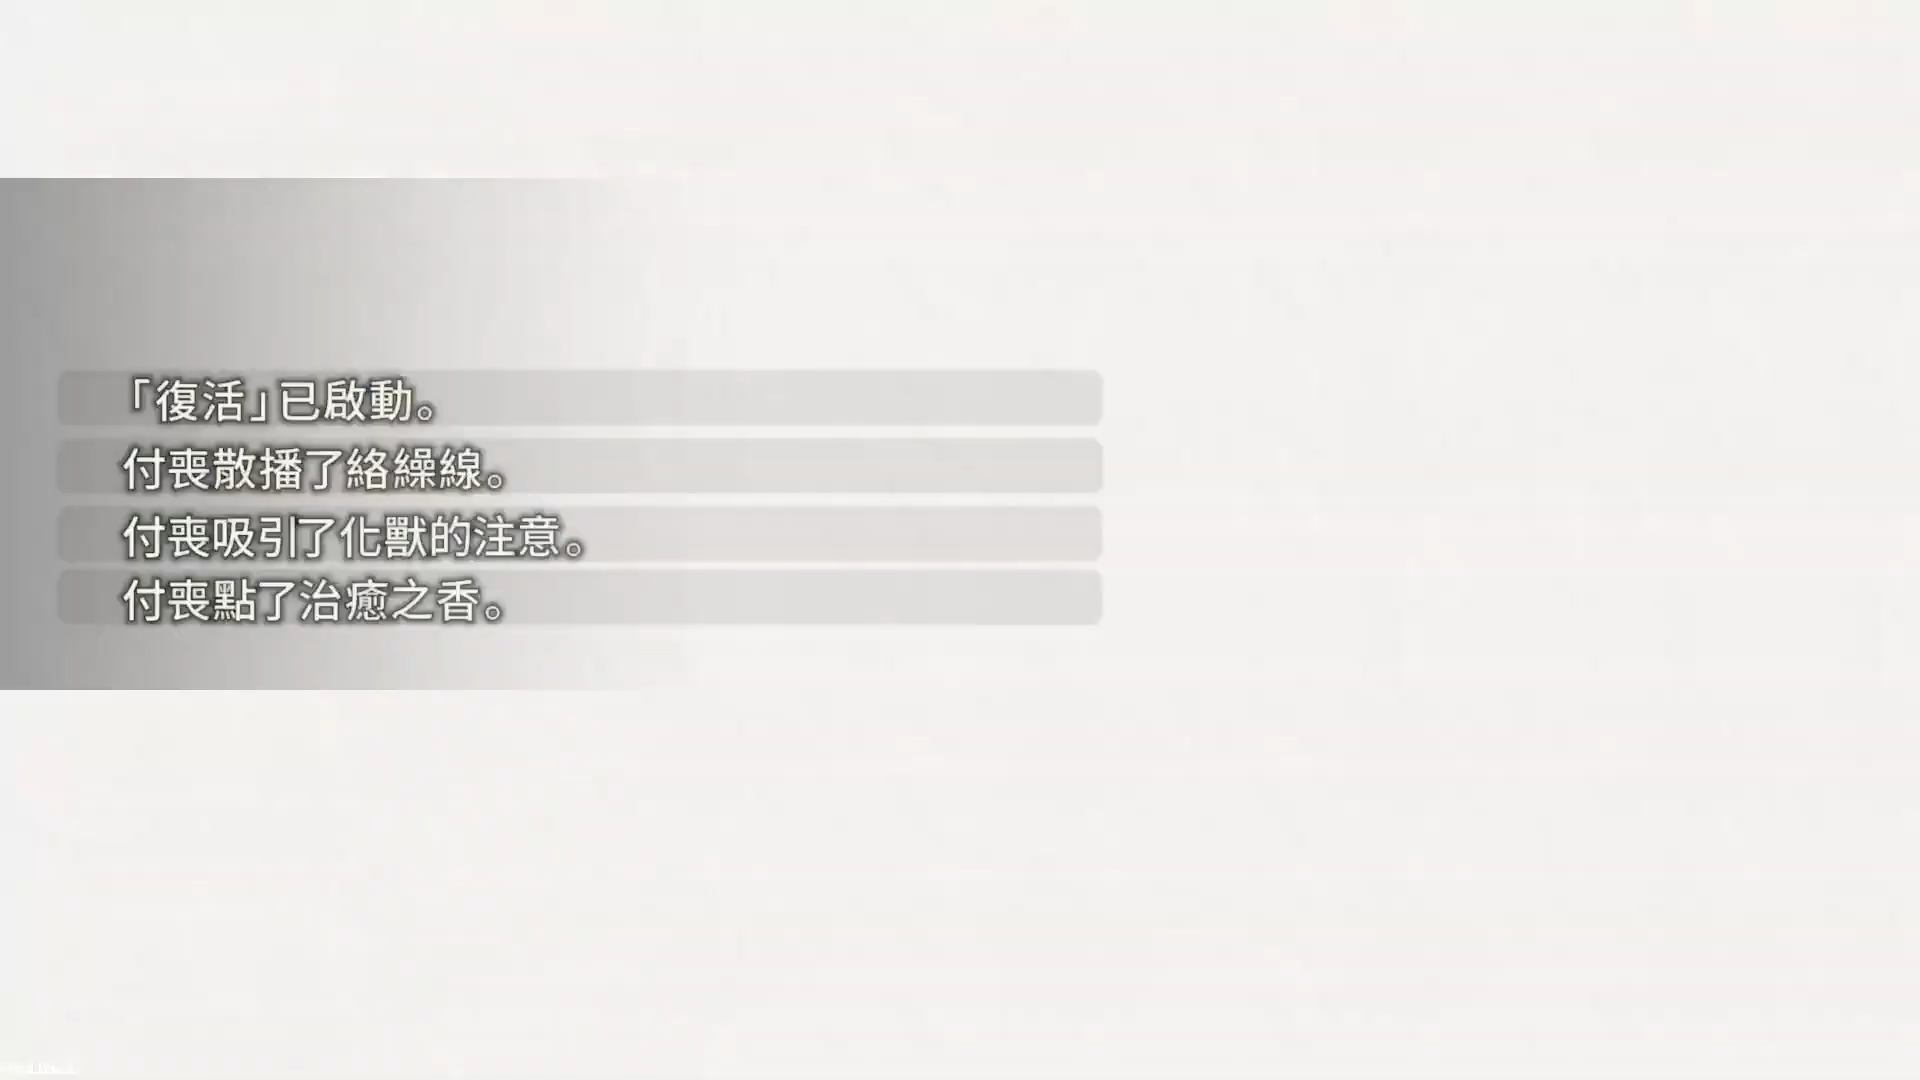 「復活」已啟動。
付喪散播了絡繰線。
付喪吸引了化獸的注意。
付喪點了治癒之香。